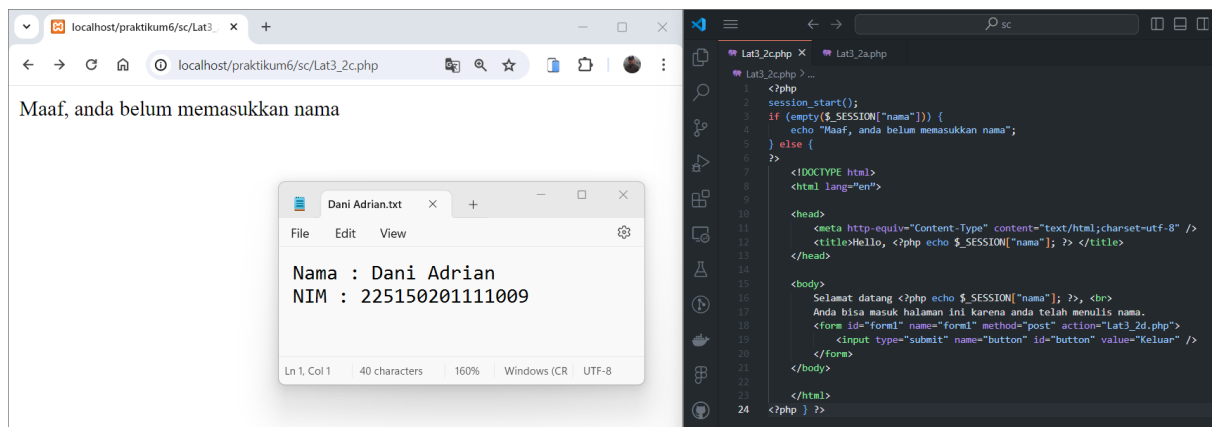 localhost/praktikum6/sc/Lat3_
localhost/praktikum6/sc/Lat3_2c.php
Maaf, anda belum memasukkan nama
Dani Adrian.txt
File Edit View
Nama : Dani Adrian
NIM : 225150201111009
Ln 1, Col 1 40 characters 160% Windows (CR UTF-8
sc
Lat3_2c.php Lat3_2a.php
Lat3_2c.php > ...
1 <?php
2 session_start();
3 if (empty($_SESSION["nama"])) {
4 echo "Maaf, anda belum memasukkan nama";
5 } else {
6 ?>
7 <!DOCTYPE html>
8 <html lang=”en”>
9
10 <head>
11 <meta http-equiv="Content-Type" content="text/html;charset=utf-8" />
12 <title>Hello, <?php echo $_SESSION["nama"]; ?> </title>
13 </head>
14
15 <body>
16 Selamat datang <?php echo $_SESSION["nama"]; ?>, <br>
17 Anda bisa masuk halaman ini karena anda telah menulis nama.
18 <form id="form1" name="form1" method="post" action="Lat3_2d.php">
19 <input type="submit" name="button" id="button" value="Keluar" />
20 </form>
21 </body>
22
23 </html>
24 <?php } ?>